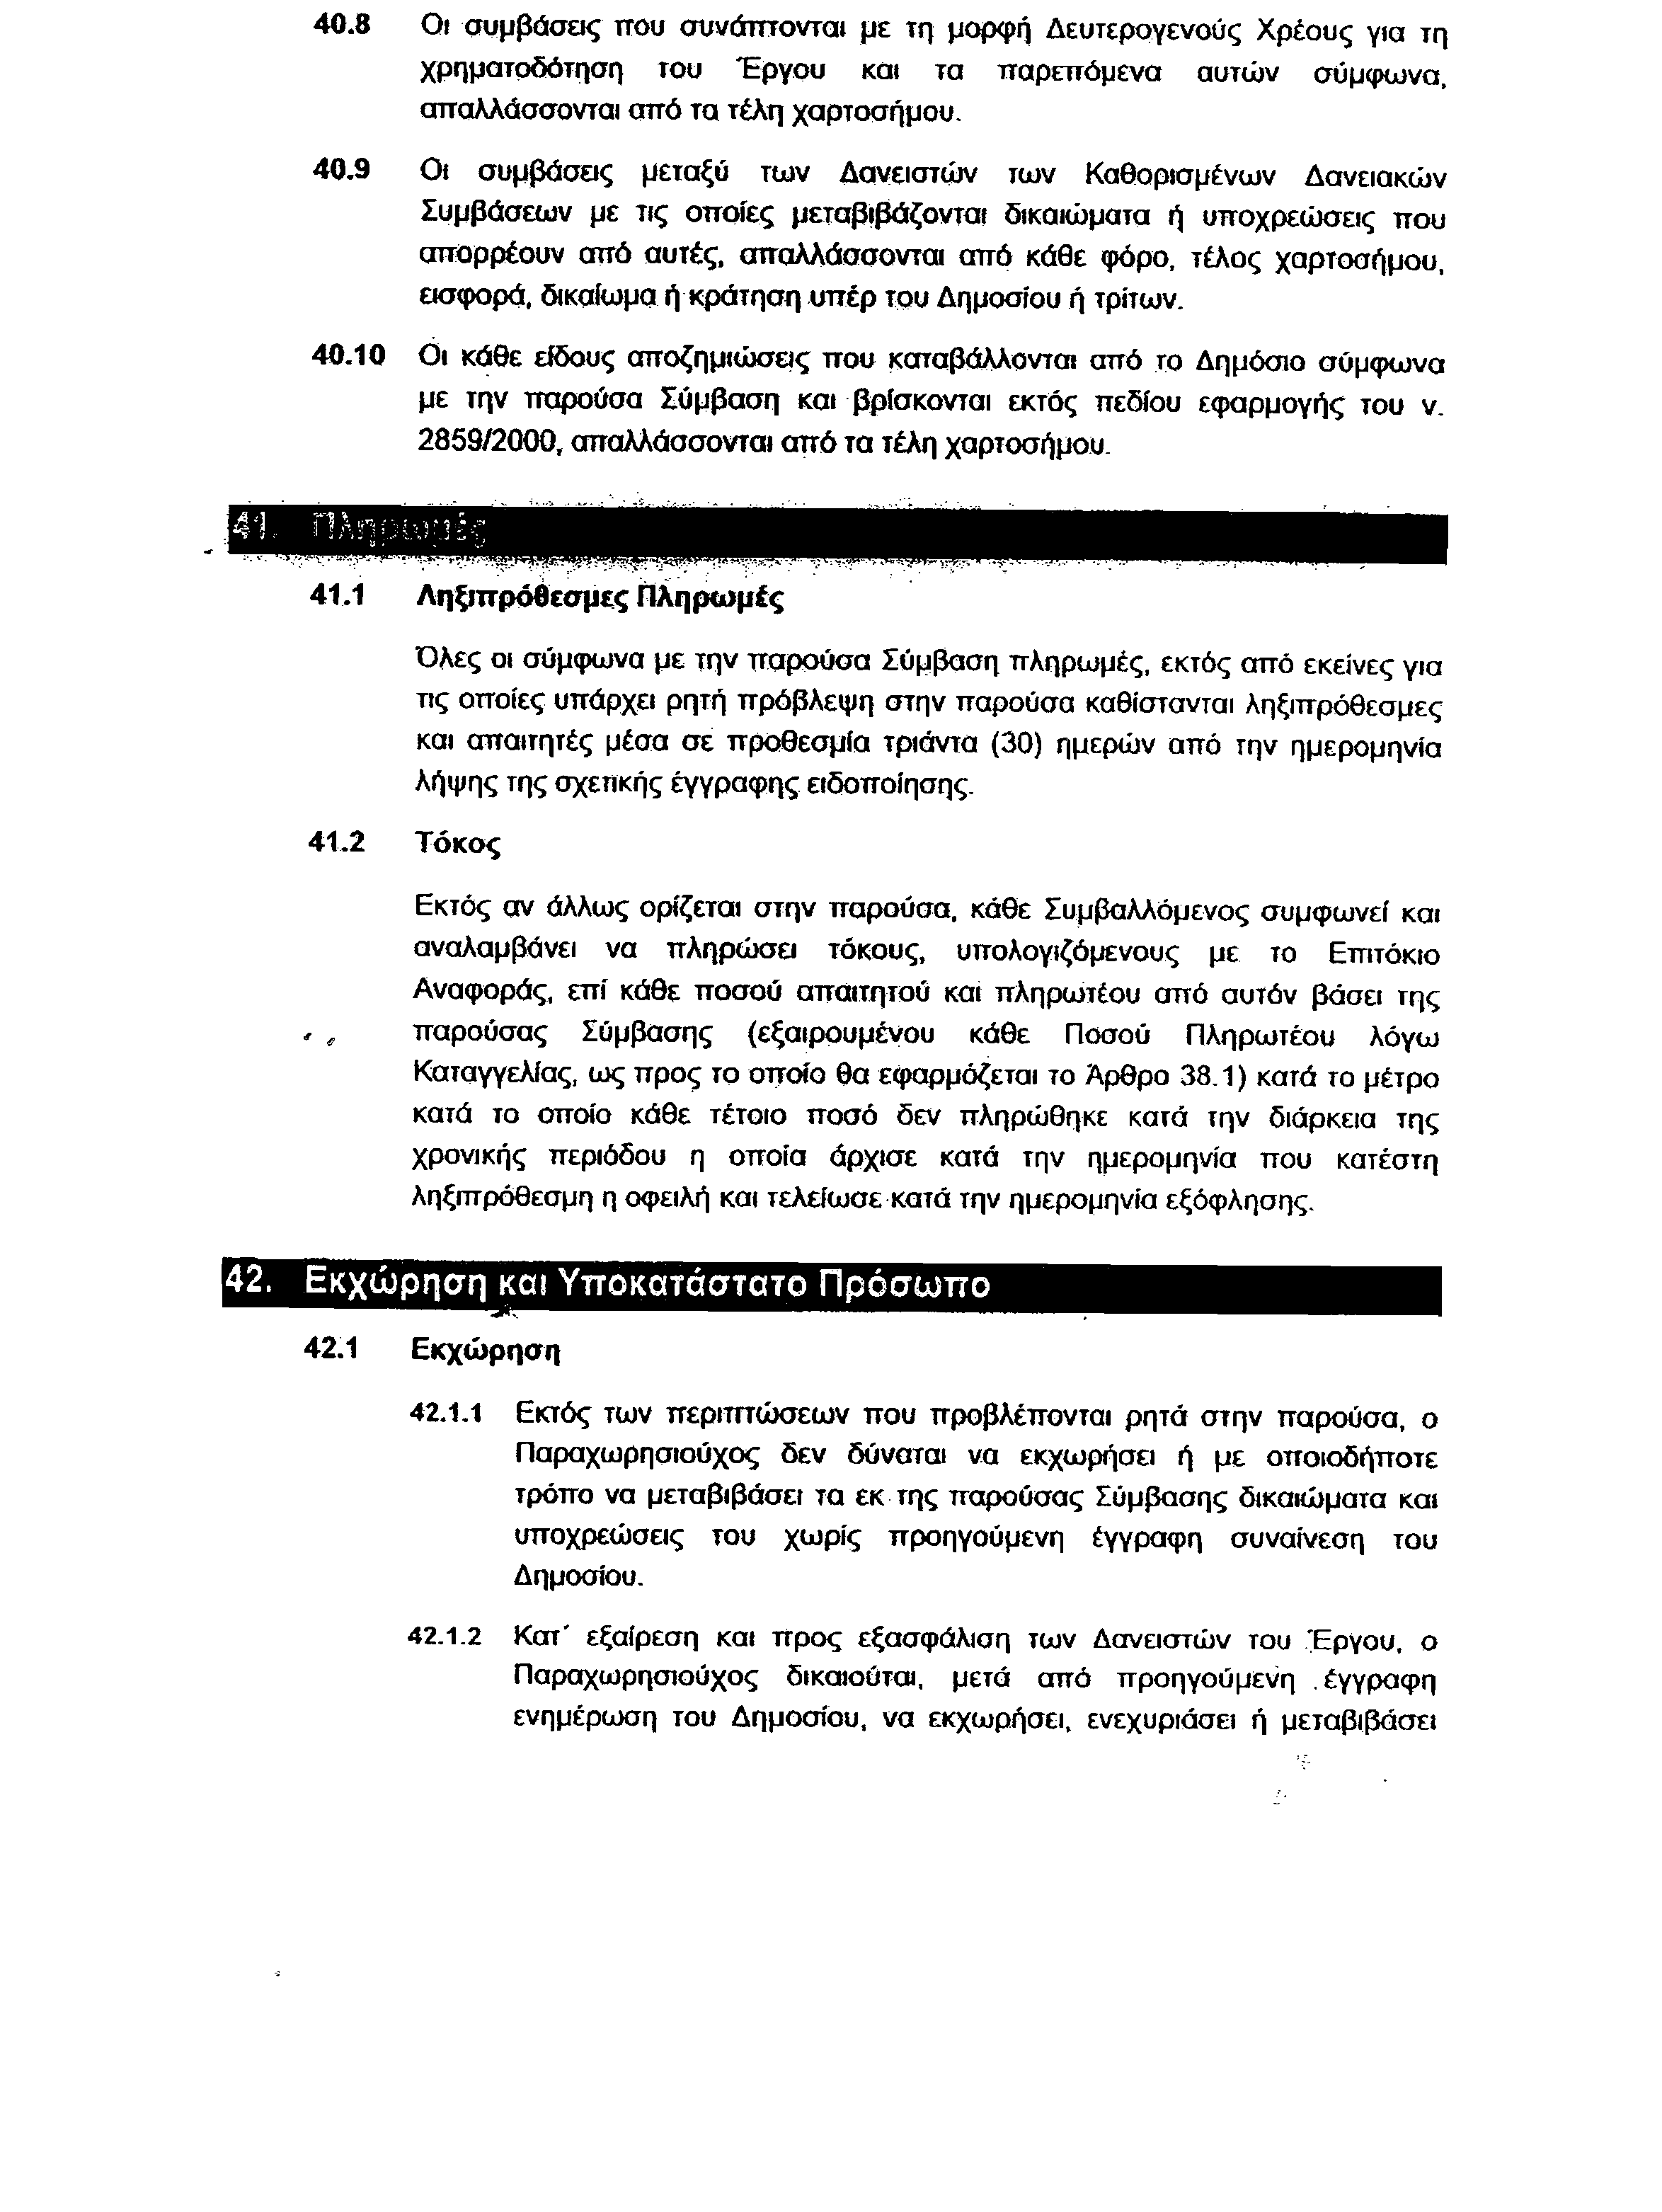 40.8 Οι συμβάσεις που συνάπτονται με τη μορφή Δευτερογενούς Χρέους για τη
χρηματοδότηση του Έργου και τα παρεπόμενα αυτών σύμφωνα,
απαλλάσσονται από τα τέλη χαρτοσήμου.
40.9 Οι συμβάσεις μεταξύ των Δανειστών των Καθορισμένων Δανειακών
Συμβάσεων με τις οποίες μεταβιβάζονται δικαιώματα ή υποχρεώσεις που
απορρέουν από αυτές, απαλλάσσονται από κάθε φόρο, τέλος χαρτοσήμου,
εισφορά, δικαίωμα ή κράτηση υπέρ του Δημοσίου ή τρίτων.
40.10 Οι κάθε είδους αποζημιώσεις που καταβάλλονται από το Δημόσιο σύμφωνα
με την παρούσα Σύμβαση και βρίσκονται εκτός πεδίου εφαρμογής του ν.
2859/2000, απαλλάσσονται από τα τέλη χαρτοσήμου.
41. Πληρωμές
41.1 Ληξιπρόθεσμες Πληρωμές
Όλες οι σύμφωνα με την παρούσα Σύμβαση πληρωμές, εκτός από εκείνες για
τις οποίες υπάρχει ρητή πρόβλεψη στην παρούσα καθίστανται ληξιπρόθεσμες
και απαιτητές μέσα σε προθεσμία τριάντα (30) ημερών από την ημερομηνία
λήψης της σχετικής έγγραφης ειδοποίησης.
41.2 Τόκος
Εκτός αν άλλως ορίζεται στην παρούσα, κάθε Συμβαλλόμενος συμφωνεί και
αναλαμβάνει να πληρώσει τόκους, υπολογιζόμενους με το Επιτόκιο
Αναφοράς, επί κάθε ποσού απαιτητού και πληρωτέου από αυτόν βάσει της
παρούσας Σύμβασης (εξαιρουμένου κάθε Ποσού Πληρωτέου λόγω
Καταγγελίας, ως προς το οποίο θα εφαρμόζεται το Άρθρο 38.1) κατά το μέτρο
κατά το οποίο κάθε τέτοιο ποσό δεν πληρώθηκε κατά την διάρκεια της
χρονικής περιόδου η οποία άρχισε κατά την ημερομηνία που κατέστη
ληξιπρόθεσμη η οφειλή και τελείωσε κατά την ημερομηνία εξόφλησης.
42. Εκχώρηση και Υποκατάστατο Πρόσωπο
42.1 Εκχώρηση
42.1.1 Εκτός των περιπτώσεων που προβλέπονται ρητά στην παρούσα, ο
Παραχωρησιούχος δεν δύναται να εκχωρήσει ή με οποιοδήποτε
τρόπο να μεταβιβάσει τα εκ της παρούσας Σύμβασης δικαιώματα και
υποχρεώσεις του χωρίς προηγούμενη έγγραφη συναίνεση του
Δημοσίου.
42.1.2 Κατ' εξαίρεση και προς εξασφάλιση των Δανειστών του Έργου, ο
Παραχωρησιούχος δικαιούται, μετά από προηγούμενη έγγραφη
ενημέρωση του Δημοσίου, να εκχωρήσει, ενεχυριάσει ή μεταβιβάσει